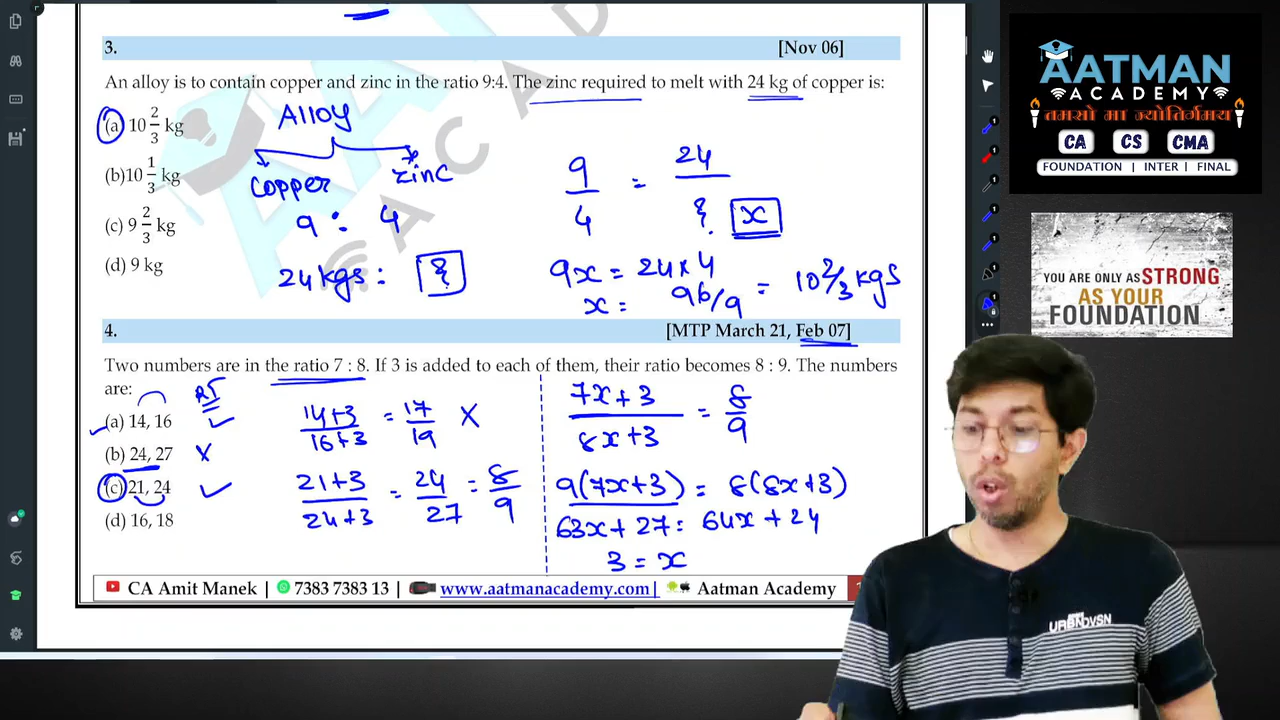 3. [Nov 06]
An alloy is to contain copper and zinc in the ratio 9:4. The zinc required to melt with 24 kg of copper is:
(a) 10 2/3 kg
(b)10 1/3 kg
(c) 9 2/3 kg
(d) 9 kg
Alloy
copper zinc
9 : 4
24 kgs : ?
9/4 = 24/? x
9x = 24 x 4
x = 96/9 = 10 2/3 kgs
4. [MTP March 21, Feb 07]
Two numbers are in the ratio 7 : 8. If 3 is added to each of them, their ratio becomes 8 : 9. The numbers
are:
(a) 14, 16
(b) 24, 27
(c) 21, 24
(d) 16, 18
14+3/16+3 = 17/19 X
21+3/24+3 = 24/27 = 8/9
7x+3/8x+3 = 8/9
9(7x+3) = 8(8x+3)
63x + 27 = 64x + 24
3 = x
CA Amit Manek | 7383 7383 13 | www.aatmanacademy.com| Aatman Academy
AATMAN
ACADEMY
तमसो मा ज्योतिर्गमय
CA CS CMA
FOUNDATION | INTER | FINAL
YOU ARE ONLY AS STRONG
AS YOUR
FOUNDATION
URBNDVSN